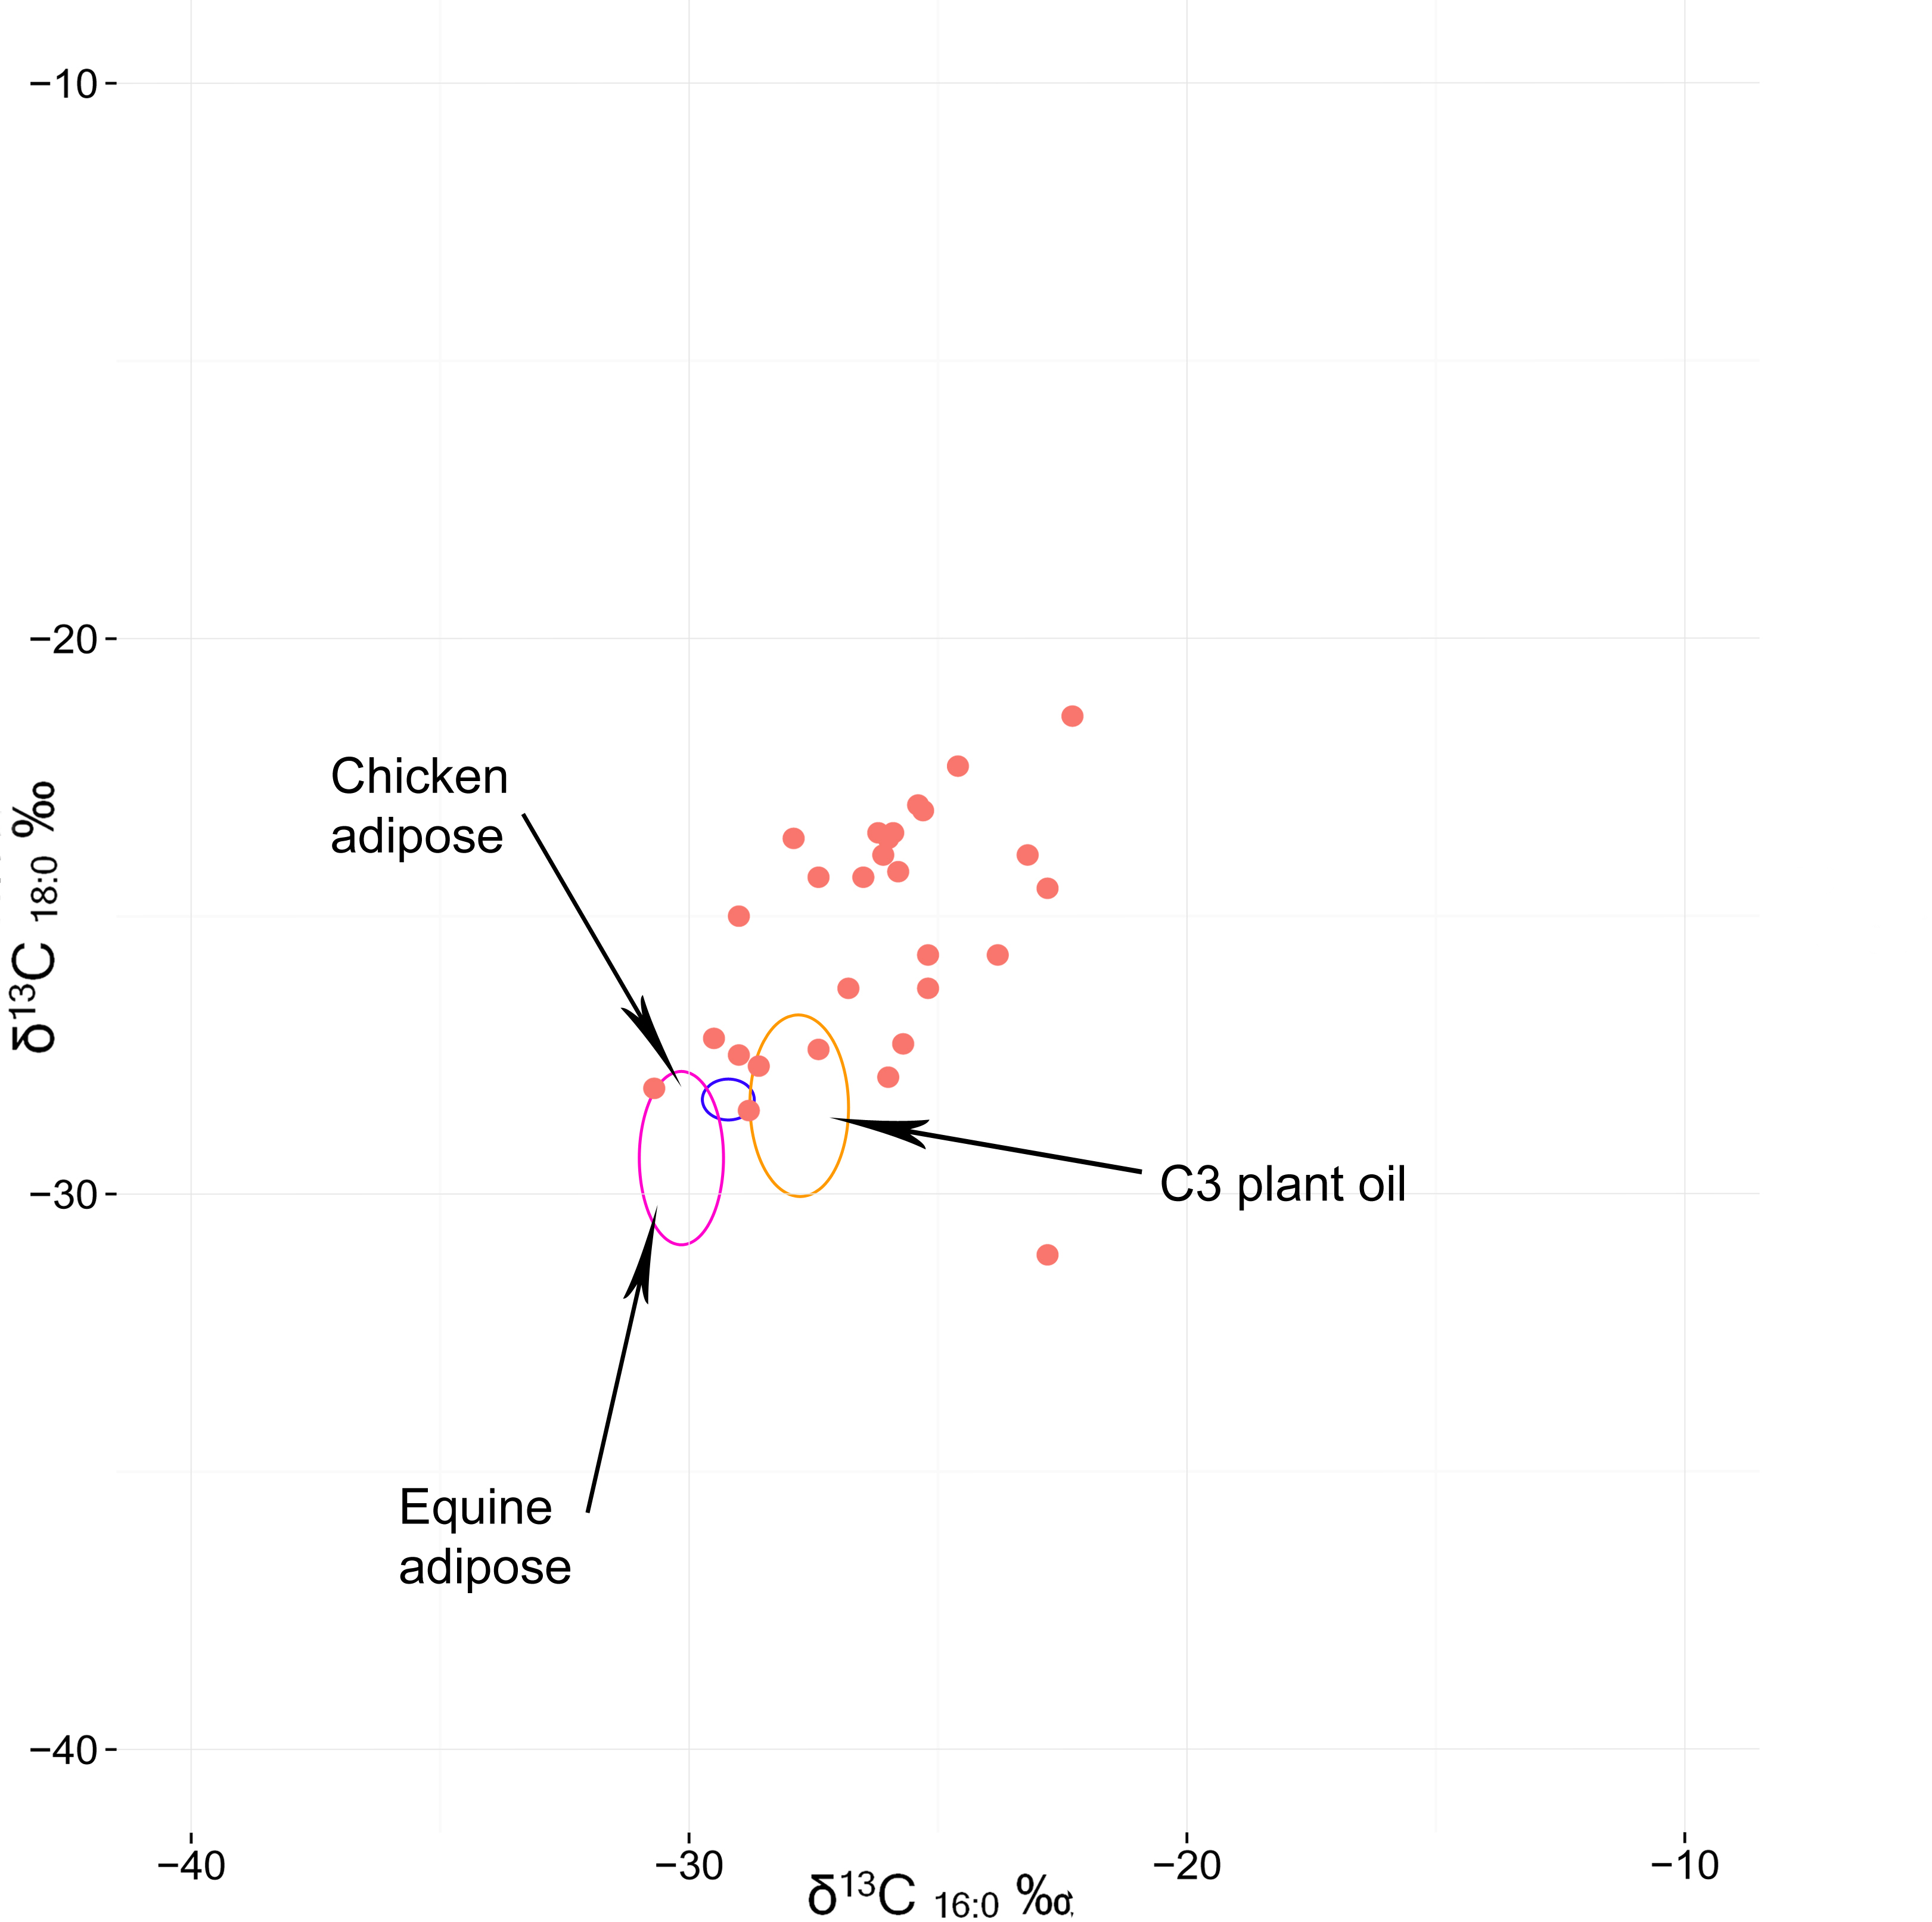 −10
−20
Chicken
adipose
δ13C 18:0 ‰
C3 plant oil
−30
Equine
adipose
−40
−40
−30
−20
−10
δ13C 16:0 ‰